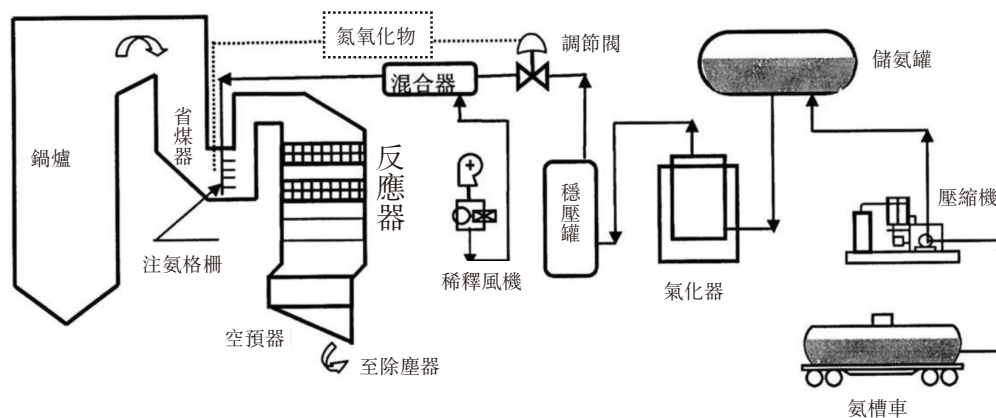 氮氧化物
調節閥
儲氨罐
混合器
省煤器
鍋爐
反應器
穩壓罐
壓縮機
注氨格柵
稀釋風機
氣化器
空預器
至除塵器
氨槽車